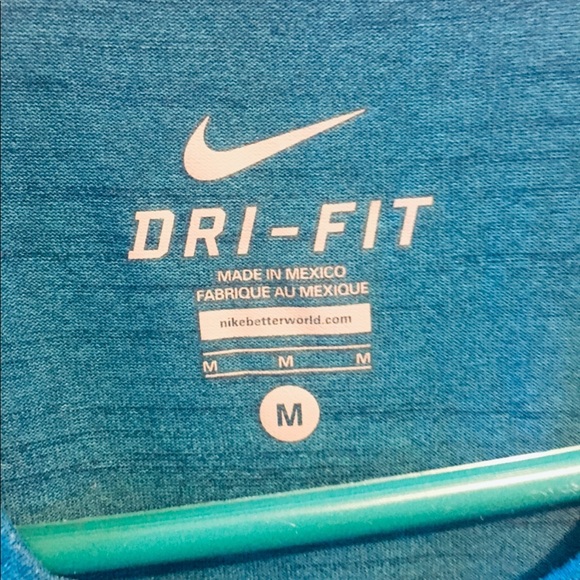 DRI-FIT
MADE IN MEXICO
FABRIQUE AU MEXIQUE
nikebetterworld.com
M M M
M